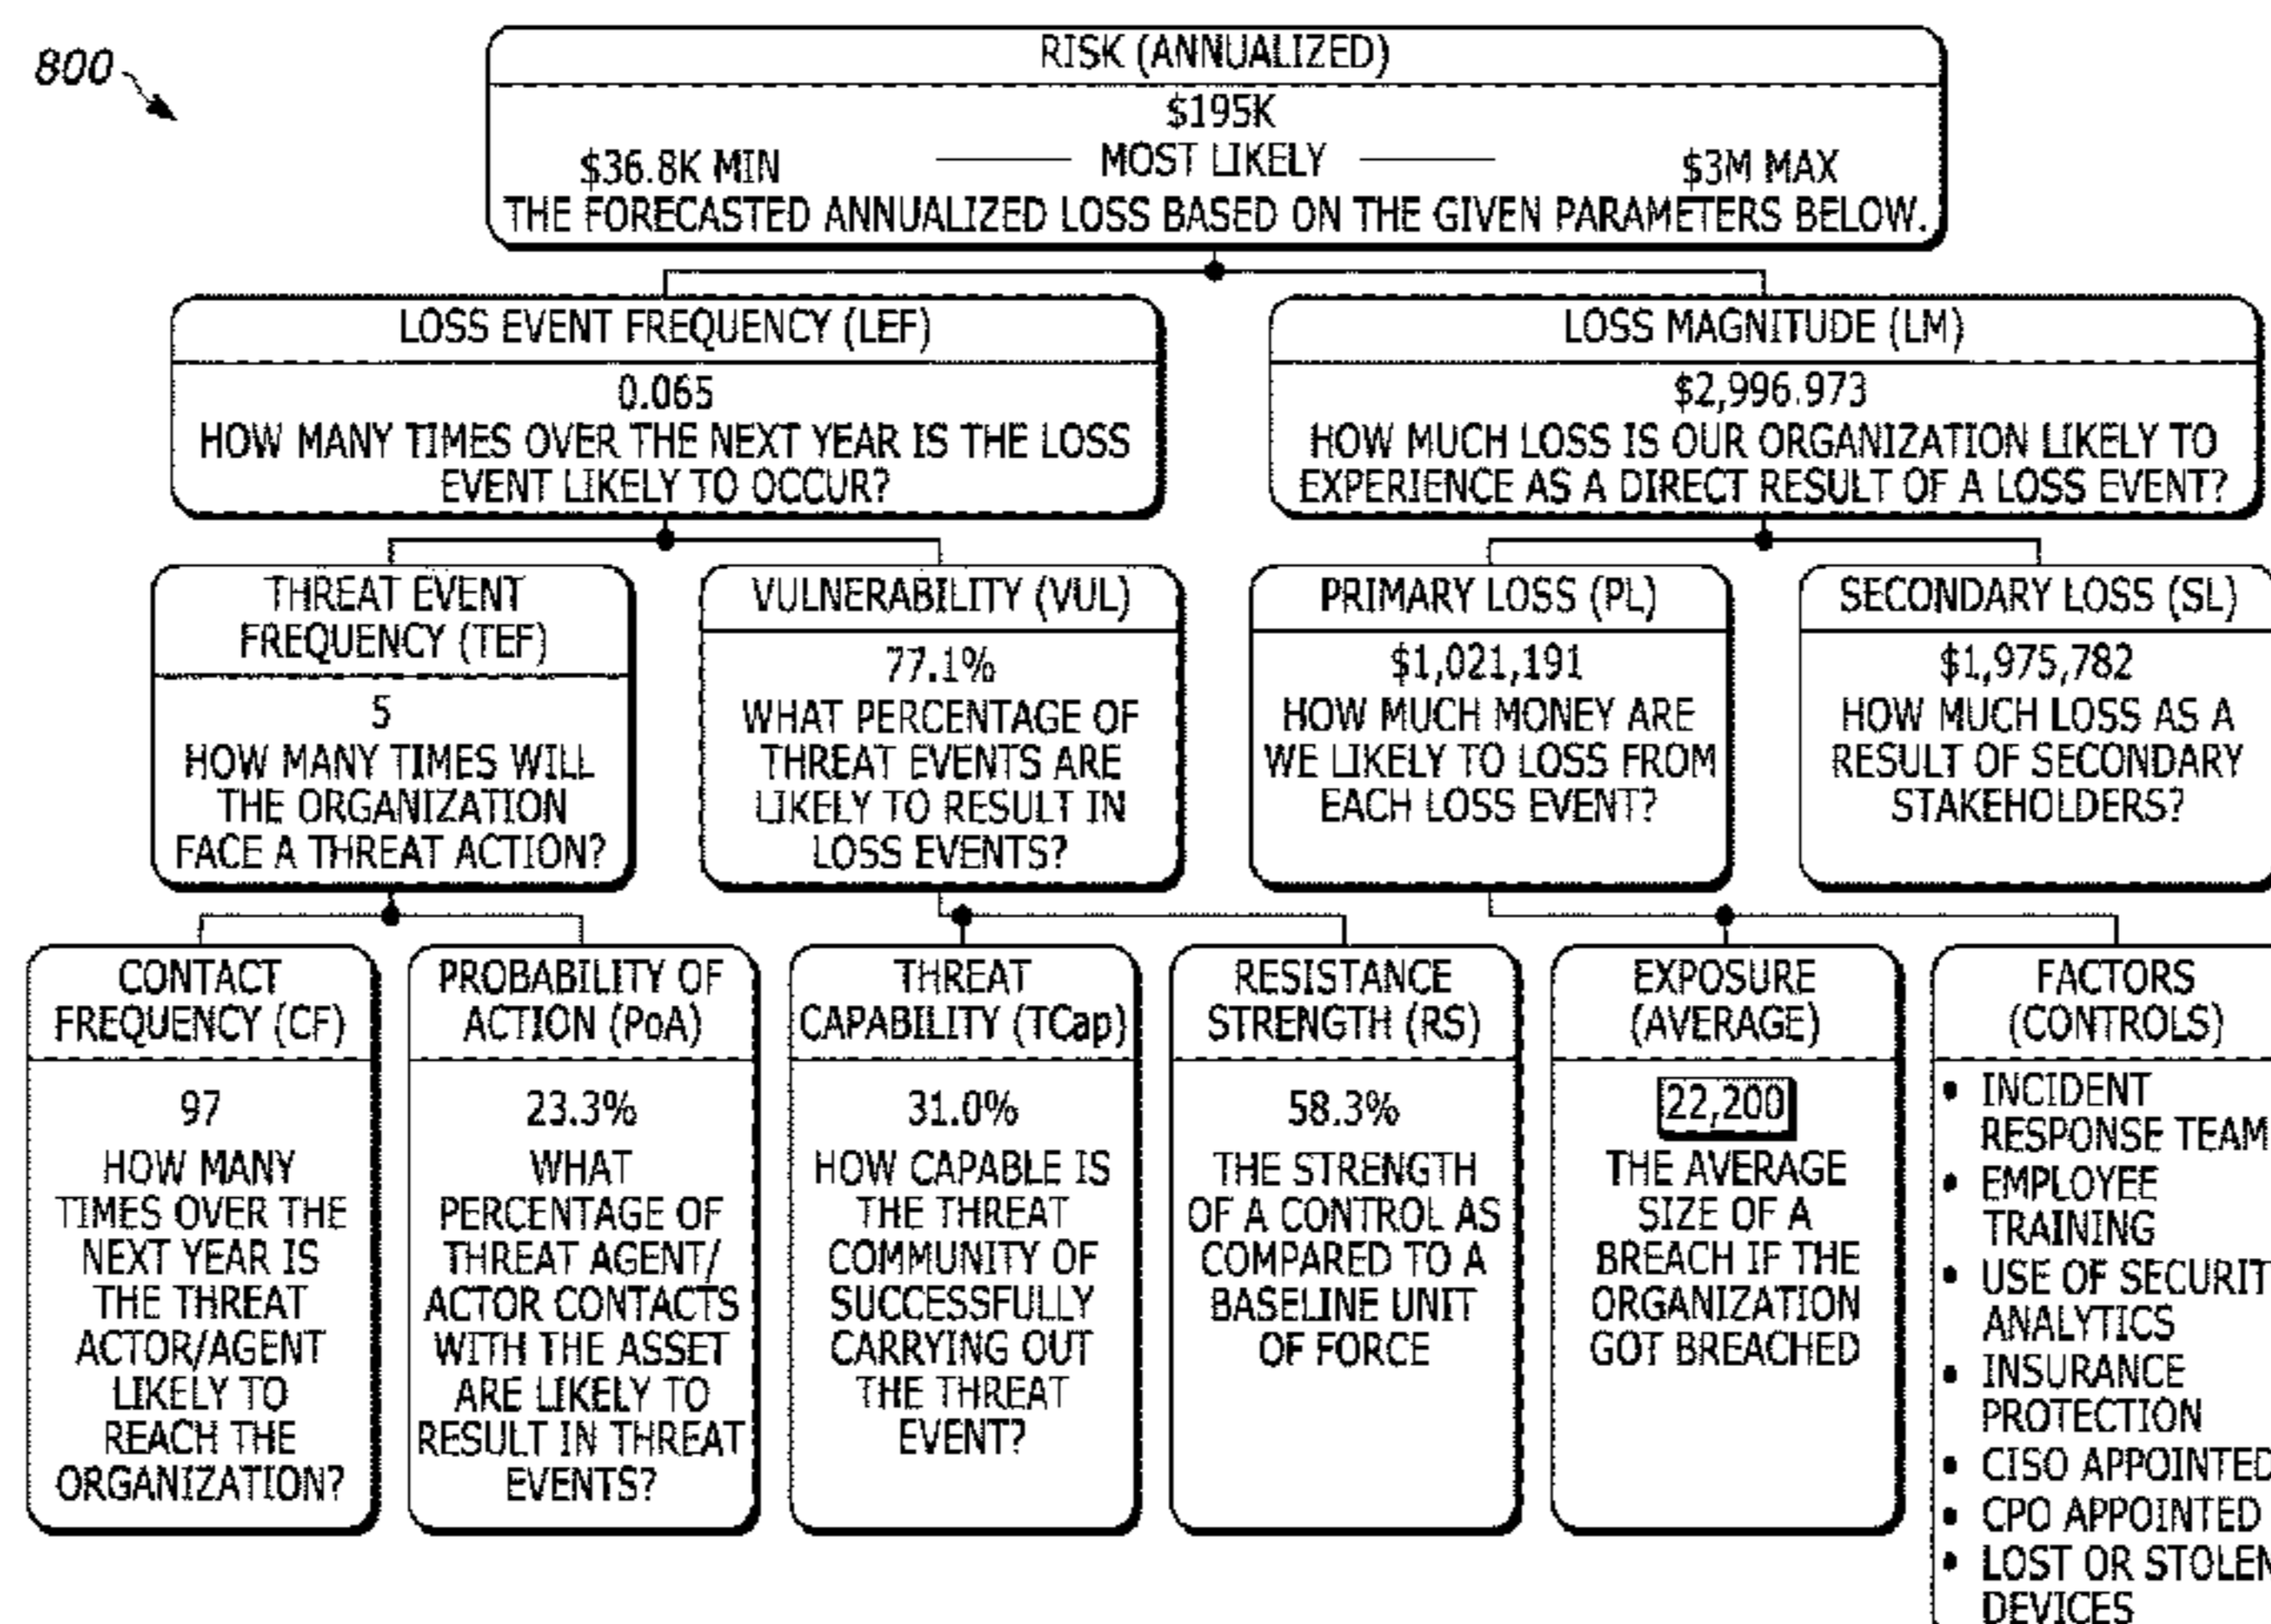 800
RISK (ANNUALIZED)
$195K
$36.8K MIN MOST LIKELY $3M MAX
THE FORECASTED ANNUALIZED LOSS BASED ON THE GIVEN PARAMETERS BELOW.
LOSS EVENT FREQUENCY (LEF)
0.065
HOW MANY TIMES OVER THE NEXT YEAR IS THE LOSS
EVENT LIKELY TO OCCUR?
LOSS MAGNITUDE (LM)
$2,996.973
HOW MUCH LOSS IS OUR ORGANIZATION LIKELY TO
EXPERIENCE AS A DIRECT RESULT OF A LOSS EVENT?
THREAT EVENT
FREQUENCY (TEF)
5
HOW MANY TIMES WILL
THE ORGANIZATION
FACE A THREAT ACTION?
VULNERABILITY (VUL)
77.1%
WHAT PERCENTAGE OF
THREAT EVENTS ARE
LIKELY TO RESULT IN
LOSS EVENTS?
PRIMARY LOSS (PL)
$1,021,191
HOW MUCH MONEY ARE
WE LIKELY TO LOSS FROM
EACH LOSS EVENT?
SECONDARY LOSS (SL)
$1,975,782
HOW MUCH LOSS AS A
RESULT OF SECONDARY
STAKEHOLDERS?
CONTACT
FREQUENCY (CF)
97
HOW MANY
TIMES OVER THE
NEXT YEAR IS
THE THREAT
ACTOR/AGENT
LIKELY TO
REACH THE
ORGANIZATION?
PROBABILITY OF
ACTION (PoA)
23.3%
WHAT
PERCENTAGE OF
THREAT AGENT/
ACTOR CONTACTS
WITH THE ASSET
ARE LIKELY TO
RESULT IN THREAT
EVENTS?
THREAT
CAPABILITY (TCap)
31.0%
HOW CAPABLE IS
THE THREAT
COMMUNITY OF
SUCCESSFULLY
CARRYING OUT
THE THREAT
EVENT?
RESISTANCE
STRENGTH (RS)
58.3%
THE STRENGTH
OF A CONTROL AS
COMPARED TO A
BASELINE UNIT
OF FORCE
EXPOSURE
(AVERAGE)
22,200
THE AVERAGE
SIZE OF A
BREACH IF THE
ORGANIZATION
GOT BREACHED
FACTORS
(CONTROLS)
• INCIDENT
RESPONSE TEAM
• EMPLOYEE
TRAINING
• USE OF SECURIT
ANALYTICS
• INSURANCE
PROTECTION
• CISO APPOINTED
• CPO APPOINTED
• LOST OR STOLEN
DEVICES